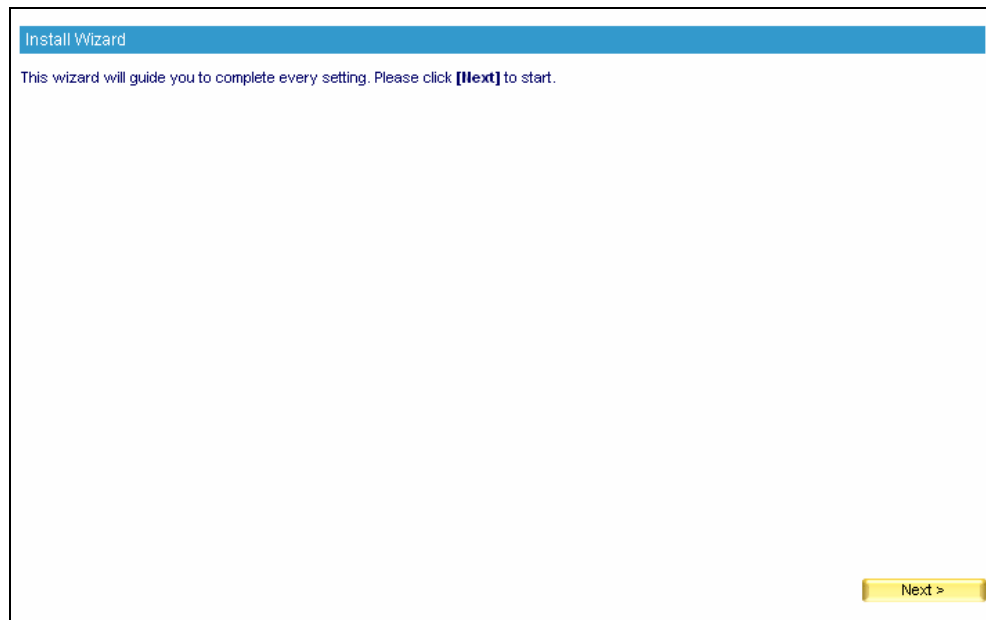 Install Wizard
This wizard will guide you to complete every setting. Please click [Next] to start.
Next >